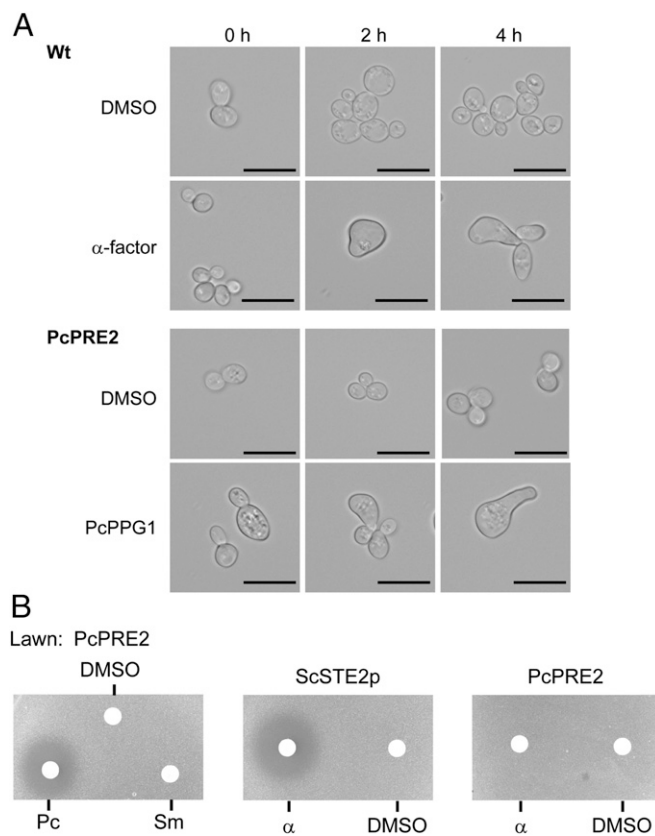 A
0 h 2 h 4 h
Wt
DMSO
α-factor
PcPRE2
DMSO
PcPPG1
B
Lawn: PcPRE2
DMSO ScSTE2p PcPRE2
Pc Sm α DMSO α DMSO